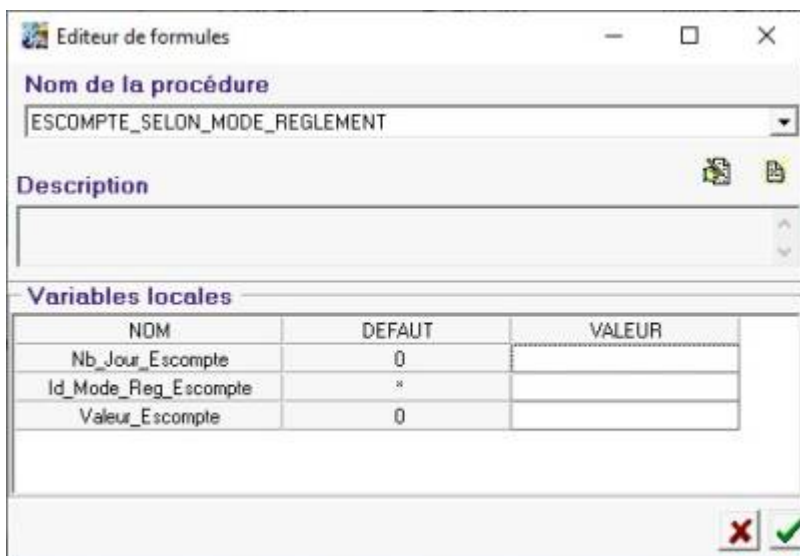 Editeur de formules
Nom de la procédure
ESCOMPTE_SELON_MODE_REGLEMENT
Description
Variables locales
NOM DEFAUT VALEUR
Nb_Jour_Escompte 0
Id_Mode_Reg_Escompte *
Valeur_Escompte 0